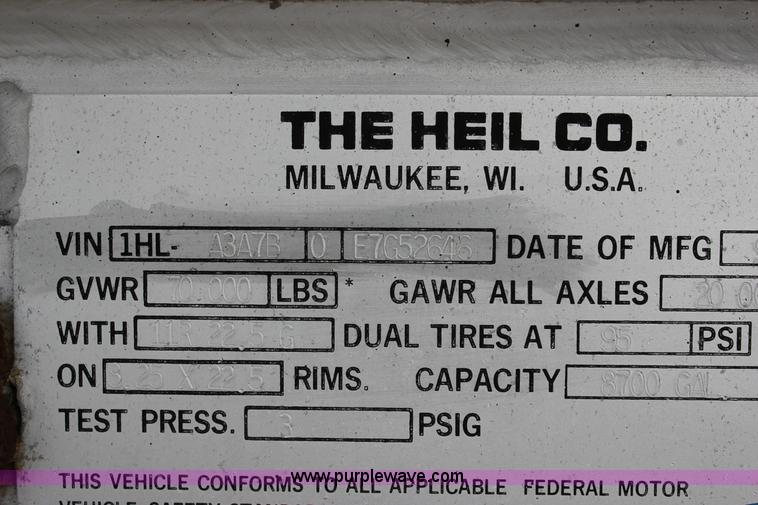 THE HEIL CO.
MILWAUKEE, WI. U.S.A.
VIN 1HL- A3A7B 0 E7G52646 DATE OF MFG
GVWR 70,000 LBS * GAWR ALL AXLES 20 00
WITH 11R 22.5 G DUAL TIRES AT 95 PSI
ON 8.25 X 22.5 RIMS. CAPACITY 8700 GAL
TEST PRESS. 3 PSIG
www.purplewave.com
THIS VEHICLE CONFORMS TO ALL APPLICABLE FEDERAL MOTOR